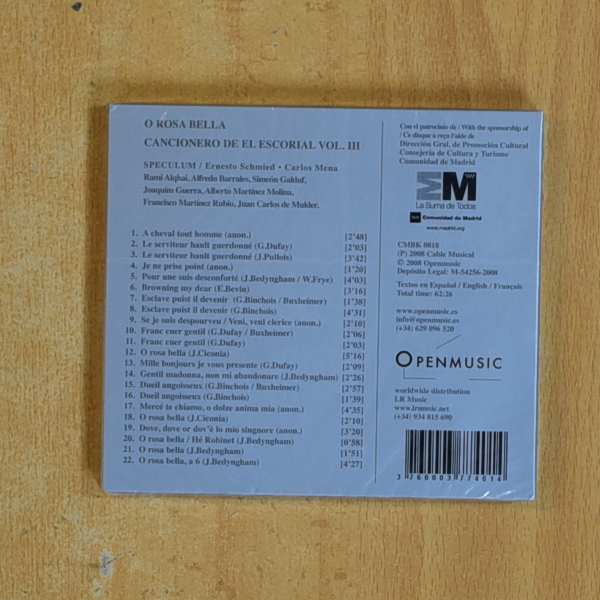 O ROSA BELLA
CANCIONERO DE EL ESCORIAL VOL. III
SPECULUM / Ernesto Schmied • Carlos Mena
Rami Alqhai, Alfredo Barrales, Simeón Galduf,
Joaquim Guerra, Alberto Martínez Molina,
Francisco Martínez Rubio, Juan Carlos de Mulder.
1. A cheval tout homme (anon.) [2'48]
2. Le serviteur hault guerdonné (G.Dufay) [2'03]
3. Le serviteur hault guerdonné (J.Pullois) [3'42]
4. Je ne prise point (anon.) [1'20]
5. Pour une suis desconforté (J.Bedyngham / W.Frye) [4'03]
6. Browning my dear (E.Bevin) [3'16]
7. Esclave puist il devenir (G.Binchois / Buxheimer) [1'38]
8. Esclave puist il devenir (G.Binchois) [4'31]
9. Se je suis despourveu / Veni, veni clerice (anon.) [2'10]
10. Franc cuer gentil (G.Dufay / Buxheimer) [2'06]
11. Franc cuer gentil (G.Dufay) [2'03]
12. O rosa bella (J.Ciconia) [5'16]
13. Mille bonjours je vous presente (G.Dufay) [2'09]
14. Gentil madonna, non mi abandonare (J.Bedyngham) [2'26]
15. Dueil angoisseux (G.Binchois / Buxheimer) [2'57]
16. Dueil angoisseux (G.Binchois) [1'39]
17. Mercé te chiamo, o dolze anima mia (anon.) [4'35]
18. O rosa bella (J.Ciconia) [2'10]
19. Dove, dove or dov'è lo mio singnore (anon.) [3'20]
20. O rosa bella / Hé Robinet (J.Bedyngham) [0'58]
21. O rosa bella (J.Bedyngham) [1'51]
22. O rosa bella, a 6 (J.Bedyngham) [4'27]
Con el patrocinio de / With the sponsorship of
/ Ce disque a reçu l'aide de
Dirección Gral. de Promoción Cultural
Consejería de Cultura y Turismo
Comunidad de Madrid
M
La Suma de Todos
Comunidad de Madrid
www.madrid.org
CMBK 0818
(P) 2008 Cable Musical
© 2008 Openmusic
Depósito Legal: M-54256-2008
Textos en Español / English / Français
Total time: 62:26
www.openmusic.es
info@openmusic.es
(+34) 629 096 520
OPENMUSIC
worldwide distribution
LR Music
www.lrmusic.net
(+34) 934 815 690
3 760003 774014